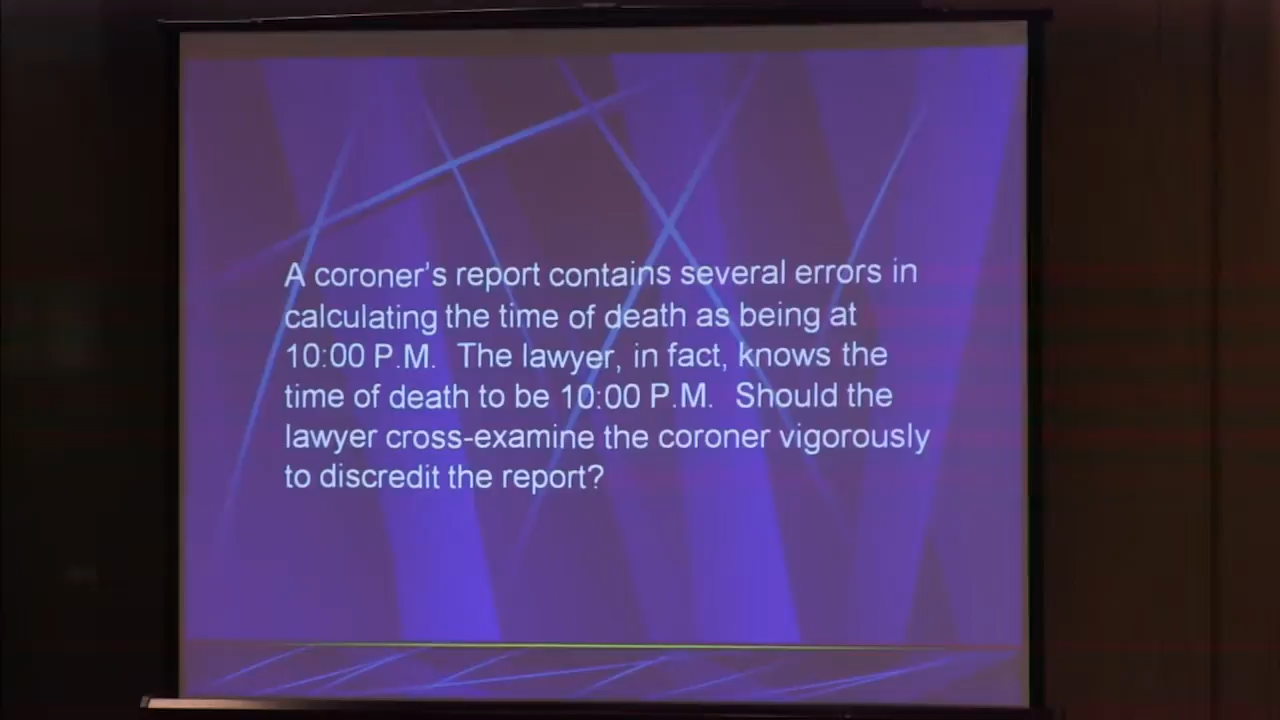 A coroner's report contains several errors in
calculating the time of death as being at
10:00 P.M.  The lawyer, in fact, knows the
time of death to be 10:00 P.M.  Should the
lawyer cross-examine the coroner vigorously
to discredit the report?